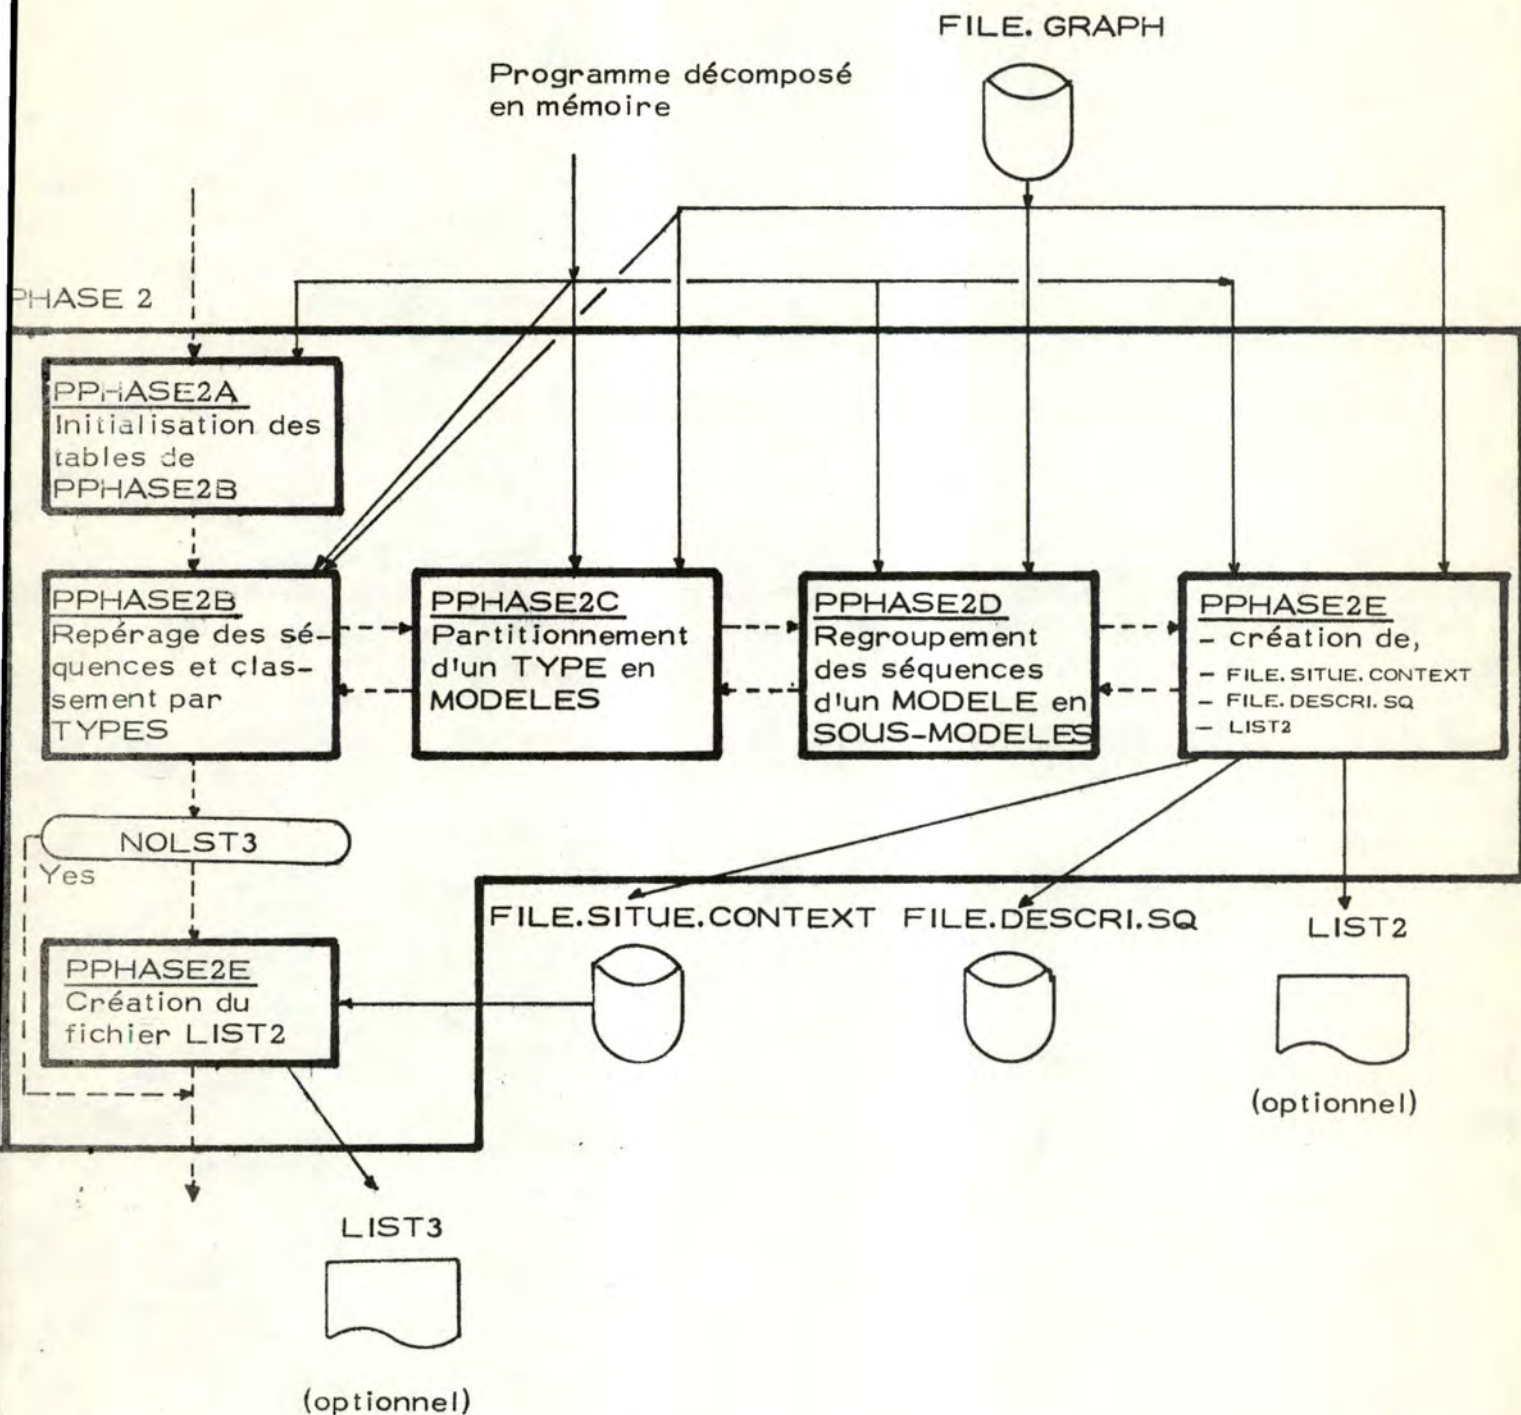 FILE. GRAPH
Programme décomposé
en mémoire
PHASE 2
PPHASE2A
Initialisation des
tables de
PPHASE2B
PPHASE2B
Repérage des sé-
quences et clas-
sement par
TYPES
PPHASE2C
Partitionnement
d'un TYPE en
MODELES
PPHASE2D
Regroupement
des séquences
d'un MODELE en
SOUS-MODELES
PPHASE2E
- création de,
- FILE.SITUE.CONTEXT
- FILE.DESCRI.SQ
- LIST2
NOLST3
Yes
FILE.SITUE.CONTEXT
FILE.DESCRI.SQ
LIST2
PPHASE2E
Création du
fichier LIST2
(optionnel)
LIST3
(optionnel)